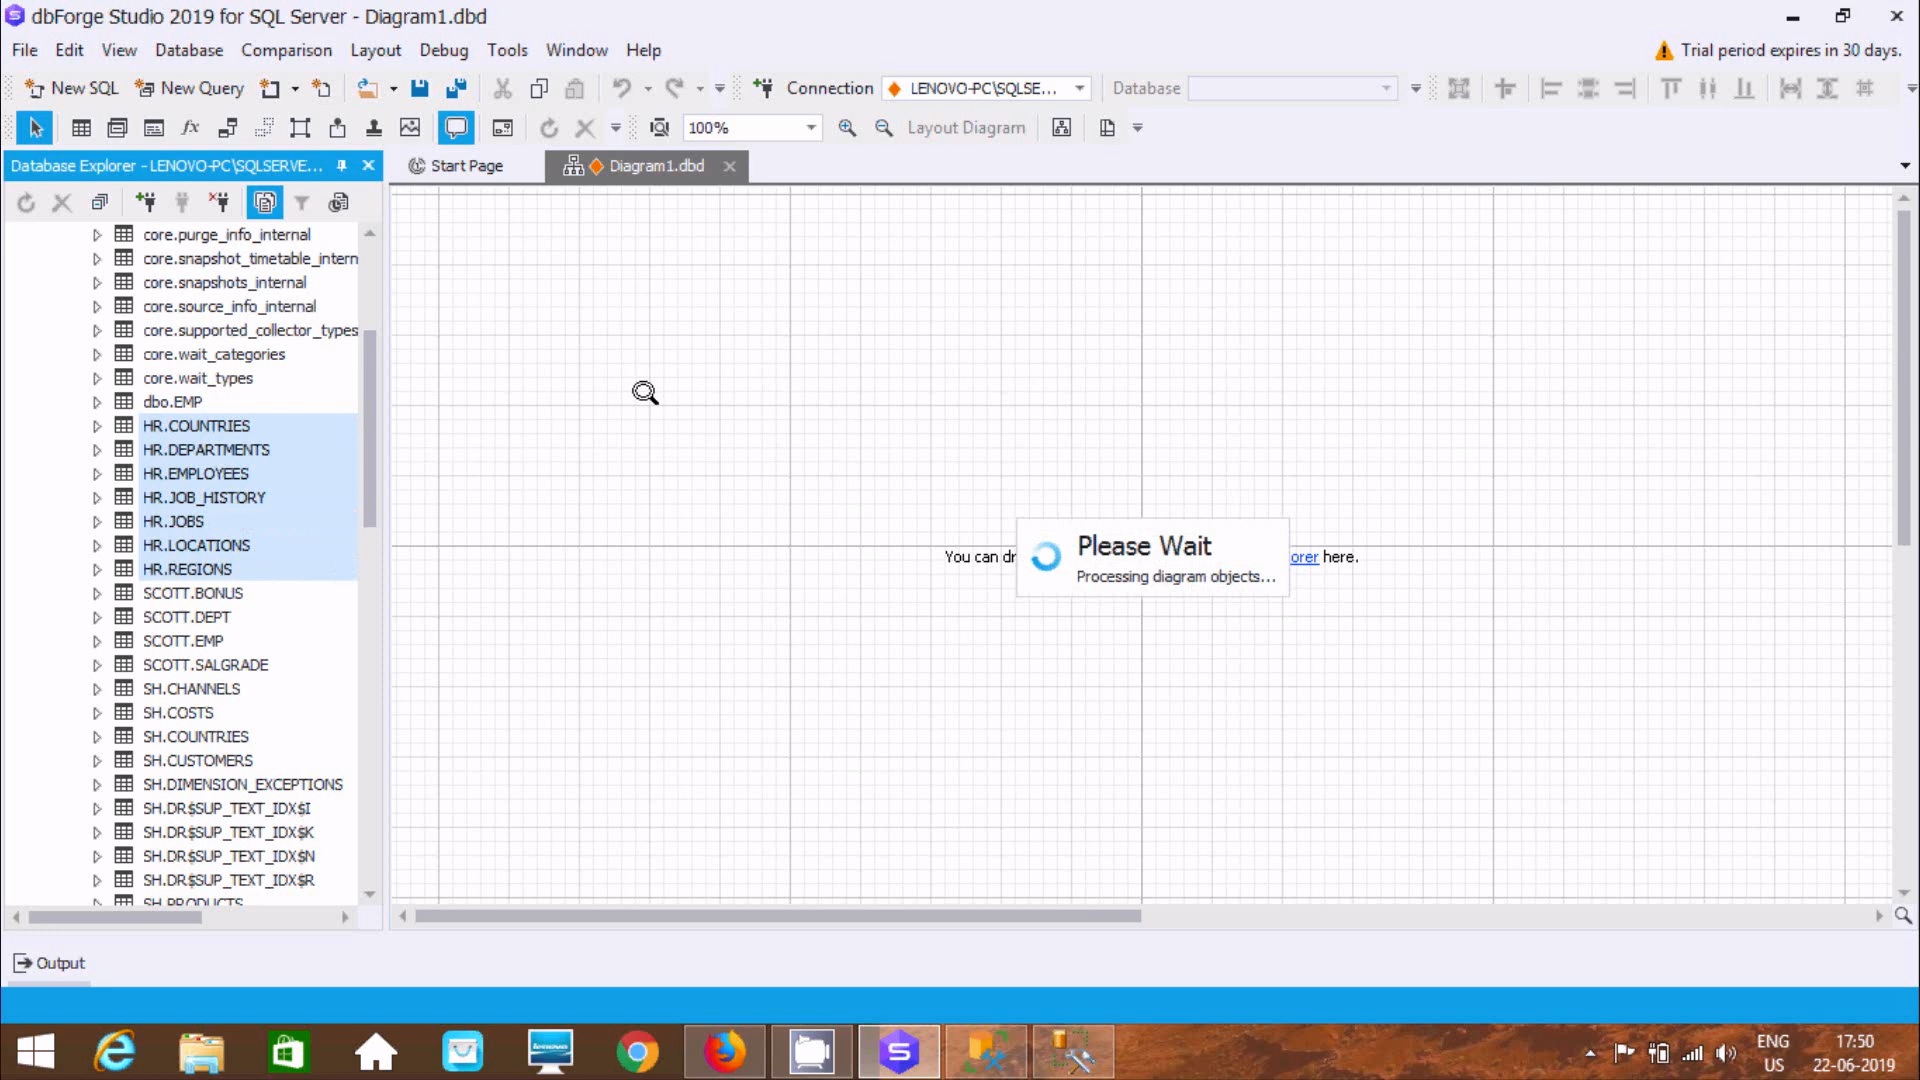 dbForge Studio 2019 for SQL Server - Diagram1.dbd
File Edit View Database Comparison Layout Debug Tools Window Help
Trial period expires in 30 days.
New SQL New Query Connection LENOVO-PC\SQLSE... Database
fx 100% Layout Diagram
Database Explorer - LENOVO-PC\SQLSERVE...
Start Page Diagram1.dbd
core.purge_info_internal
core.snapshot_timetable_intern
core.snapshots_internal
core.source_info_internal
core.supported_collector_types
core.wait_categories
core.wait_types
dbo.EMP
HR.COUNTRIES
HR.DEPARTMENTS
HR.EMPLOYEES
HR.JOB_HISTORY
HR.JOBS
HR.LOCATIONS
HR.REGIONS
SCOTT.BONUS
SCOTT.DEPT
SCOTT.EMP
SCOTT.SALGRADE
SH.CHANNELS
SH.COSTS
SH.COUNTRIES
SH.CUSTOMERS
SH.DIMENSION_EXCEPTIONS
SH.DR$SUP_TEXT_IDX$I
SH.DR$SUP_TEXT_IDX$K
SH.DR$SUP_TEXT_IDX$N
SH.DR$SUP_TEXT_IDX$R
SH.PRODUCTS
You can dr
Please Wait
Processing diagram objects...
orer here.
Output
lenovo
S
ENG
US
17:50
22-06-2019